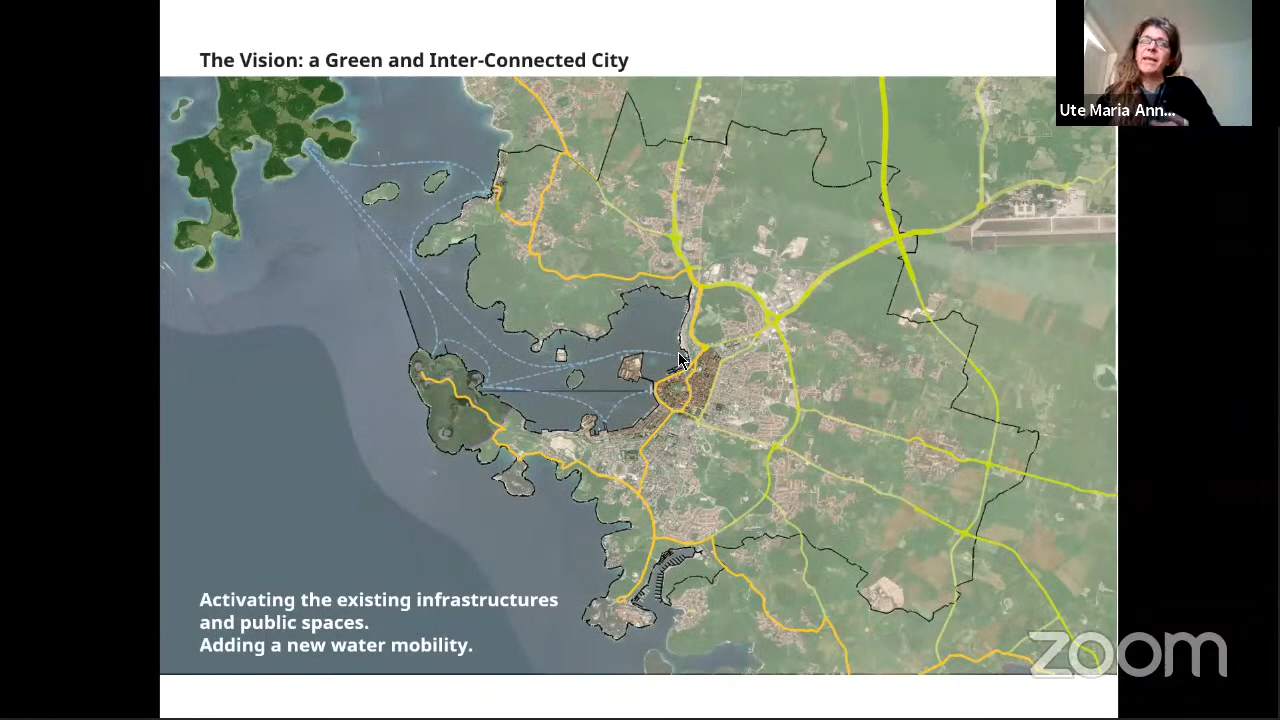 The Vision: a Green and Inter-Connected City
Ute Maria Ann...
Activating the existing infrastructures
and public spaces.
Adding a new water mobility.
zoom